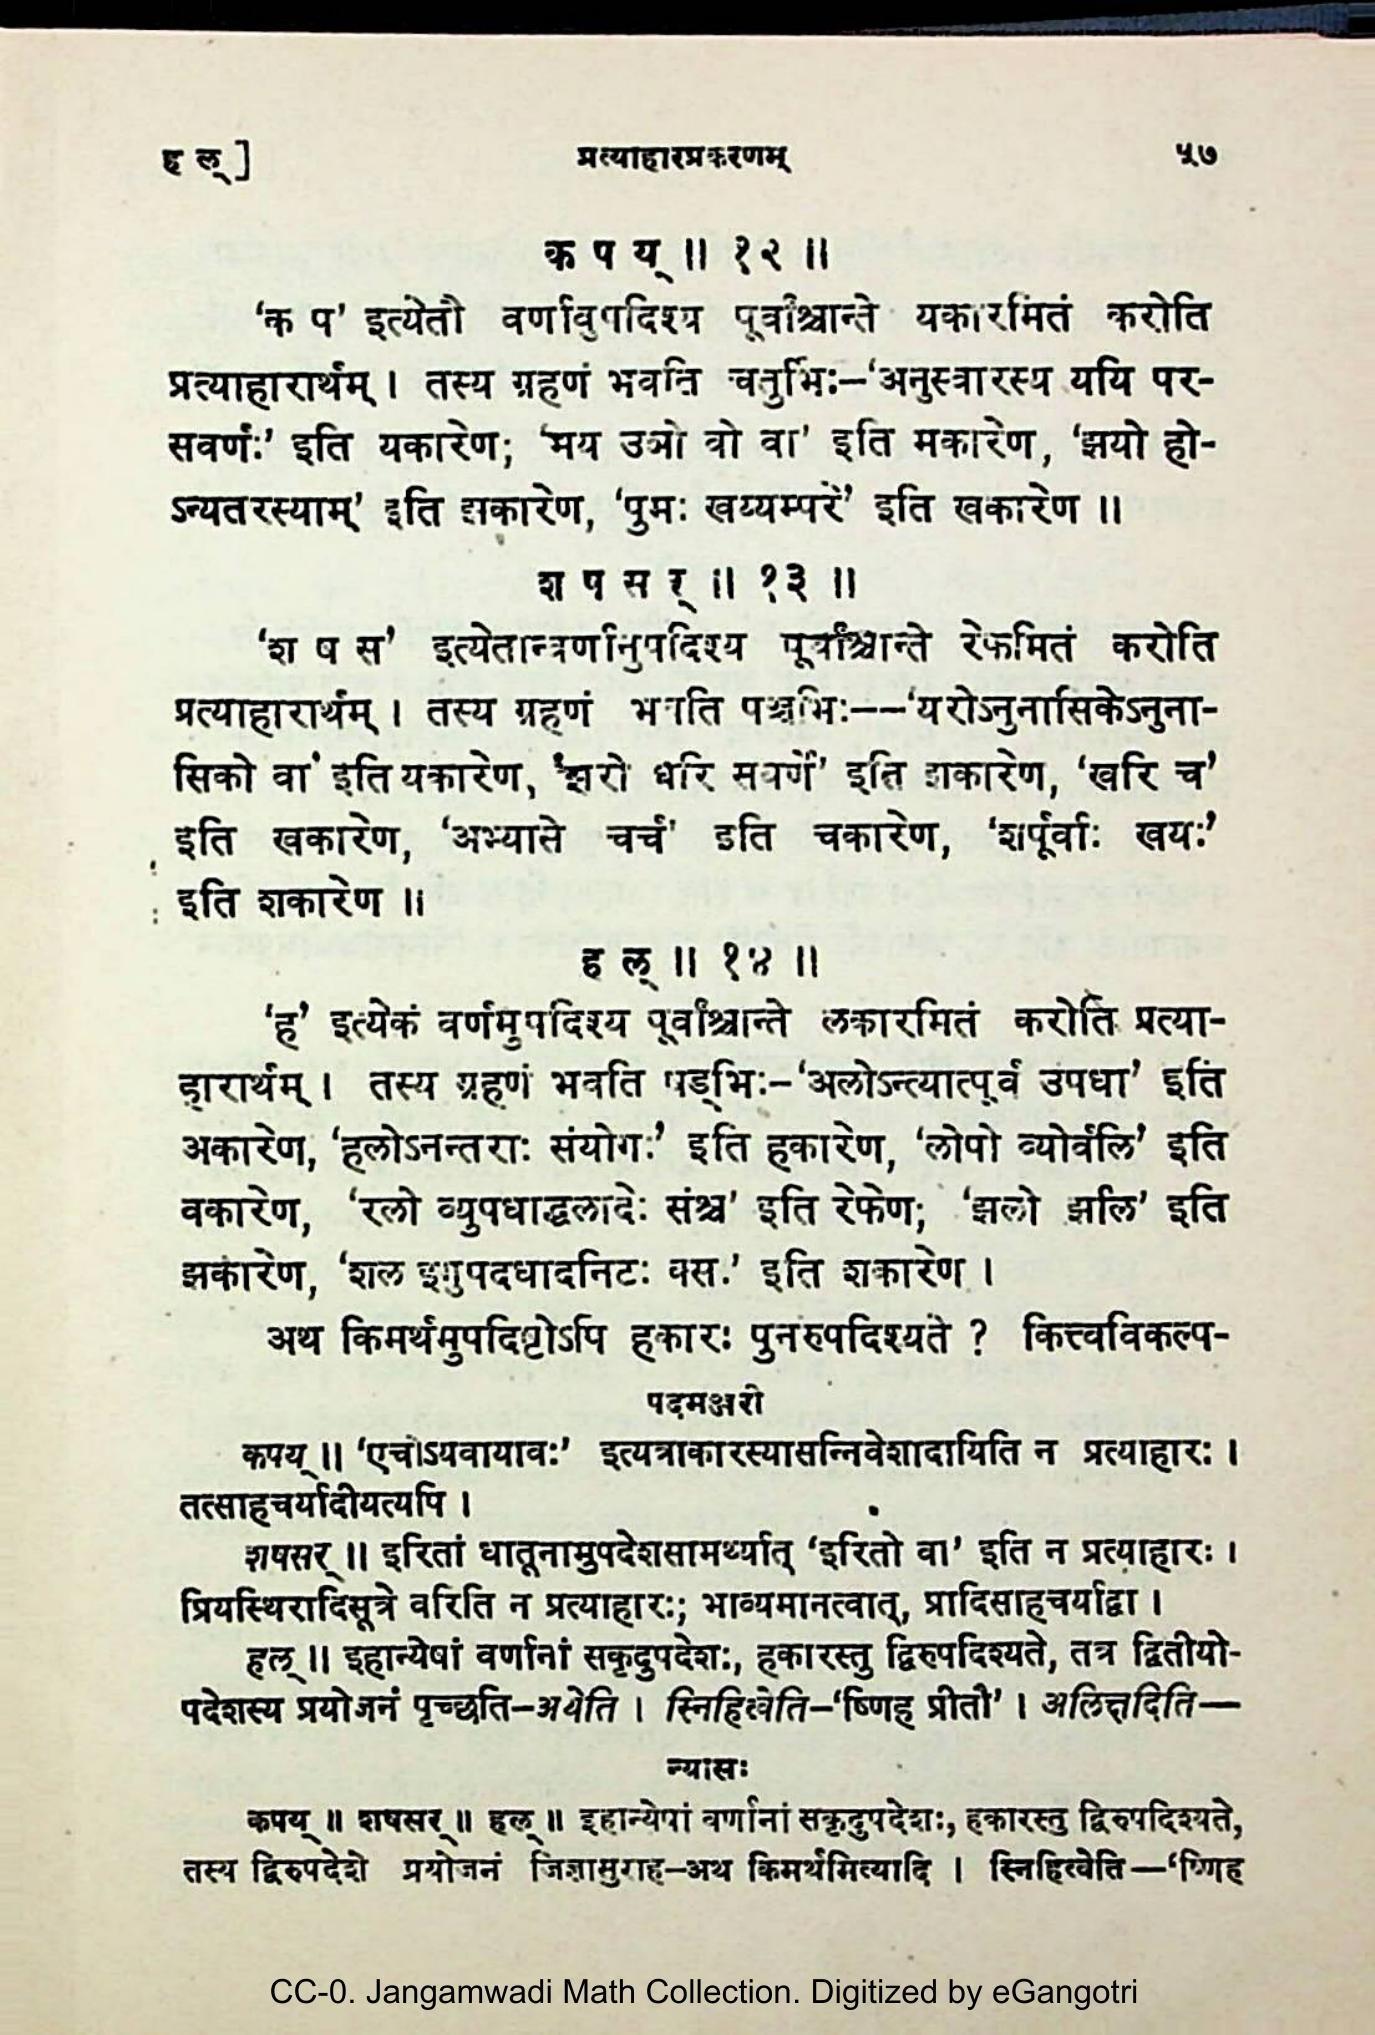 ह ल् ]
प्रत्याहारप्रकरणम्
५७
क प य् ॥ १२ ॥
‘क प’ इत्येतौ वर्णावुपदिश्य पूर्वांश्चान्ते यकारमितं करोति
प्रत्याहारार्थम् । तस्य ग्रहणं भवति चतुर्भिः–‘अनुस्वारस्य ययि पर-
सवर्णः’ इति यकारेण; ‘मय उञो वो वा’ इति मकारेण, ‘झयो हो-
ऽन्यतरस्याम्’ इति झकारेण, ‘पुमः खय्यम्परे’ इति खकारेण ॥
श ष स र् ॥ १३ ॥
‘श ष स’ इत्येतान्वर्णानुपदिश्य पूर्वांश्चान्ते रेफमितं करोति
प्रत्याहारार्थम् । तस्य ग्रहणं भवति पञ्चभिः––‘यरोऽनुनासिकेऽनुना-
सिको वा’ इति यकारेण, ‘झरो झरि सवर्णे’ इति झकारेण, ‘खरि च’
इति खकारेण, ‘अभ्यासे चर्च’ इति चकारेण, ‘शर्पूर्वाः खयः’
इति शकारेण ॥
ह ल् ॥ १४ ॥
‘ह’ इत्येकं वर्णमुपदिश्य पूर्वांश्चान्ते लकारमितं करोति प्रत्या-
हारार्थम् । तस्य ग्रहणं भवति षड्भिः–‘अलोऽन्त्यात्पूर्व उपधा’ इति
अकारेण, ‘हलोऽनन्तराः संयोगः’ इति हकारेण, ‘लोपो व्योर्वलि’ इति
वकारेण, ‘रलो व्युपधाद्धलादेः संश्च’ इति रेफेण; ‘झलो झलि’ इति
झकारेण, ‘शल इगुपदधादनिटः क्सः’ इति शकारेण ।
अथ किमर्थमुपदिष्टोऽपि हकारः पुनरुपदिश्यते ? कित्त्वविकल्प-
पदमञ्जरी
कपय् ॥ ‘एचोऽयवायावः’ इत्यत्राकारस्यासन्निवेशादायिति न प्रत्याहारः ।
तत्साहचर्यादीयत्यपि ।
शषसर् ॥ इरितां धातूनामुपदेशसामर्थ्यात् ‘इरितो वा’ इति न प्रत्याहारः ।
प्रियस्थिरादिसूत्रे वरिति न प्रत्याहारः; भाव्यमानत्वात्, प्रादिसाहचर्याद्वा ।
हल् ॥ इहान्येषां वर्णानां सकृदुपदेशः, हकारस्तु द्विरुपदिश्यते, तत्र द्वितीयो-
पदेशस्य प्रयोजनं पृच्छति–अथेति । स्निहित्वेति–‘ष्णिह प्रीतौ’ । अलिक्षदिति—
न्यासः
कपय् ॥ शषसर् ॥ हल् ॥ इहान्येषां वर्णानां सकृदुपदेशः, हकारस्तु द्विरुपदिश्यते,
तस्य द्विरुपदेशे प्रयोजनं जिज्ञासुराह–अथ किमर्थमित्यादि । स्निहित्वेति—‘ष्णिह
CC-0. Jangamwadi Math Collection. Digitized by eGangotri